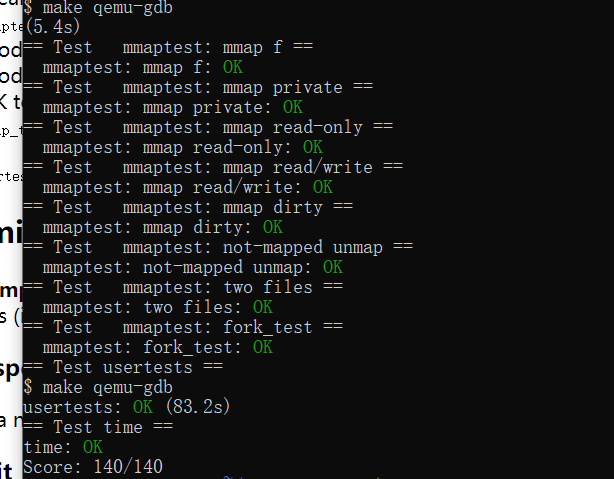 $ make qemu-gdb
(5.4s)
== Test   mmaptest: mmap f ==
  mmaptest: mmap f: OK
== Test   mmaptest: mmap private ==
  mmaptest: mmap private: OK
== Test   mmaptest: mmap read-only ==
  mmaptest: mmap read-only: OK
== Test   mmaptest: mmap read/write ==
  mmaptest: mmap read/write: OK
== Test   mmaptest: mmap dirty ==
  mmaptest: mmap dirty: OK
== Test   mmaptest: not-mapped unmap ==
  mmaptest: not-mapped unmap: OK
== Test   mmaptest: two files ==
  mmaptest: two files: OK
== Test   mmaptest: fork_test ==
  mmaptest: fork_test: OK
== Test usertests ==
$ make qemu-gdb
usertests: OK (83.2s)
== Test time ==
time: OK
Score: 140/140